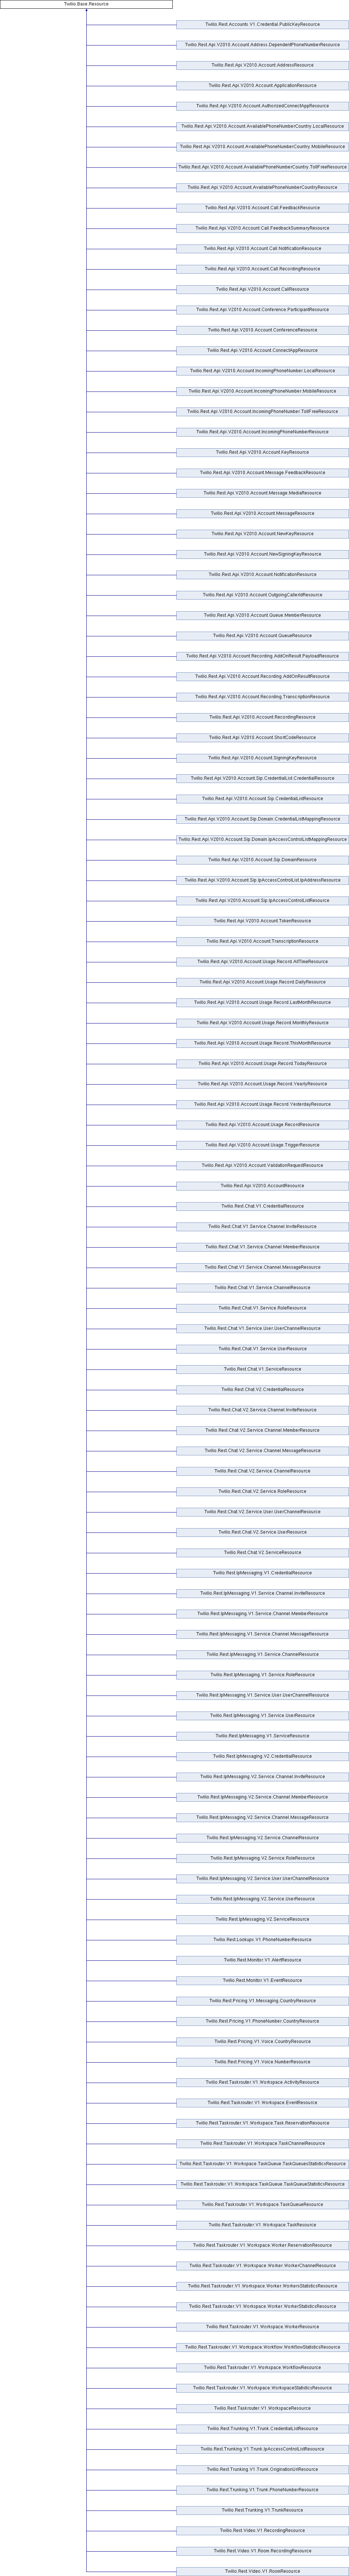 Twilio.Base.Resource
Twilio.Rest.Accounts.V1.Credential.PublicKeyResource
Twilio.Rest.Api.V2010.Account.Address.DependentPhoneNumberResource
Twilio.Rest.Api.V2010.Account.AddressResource
Twilio.Rest.Api.V2010.Account.ApplicationResource
Twilio.Rest.Api.V2010.Account.AuthorizedConnectAppResource
Twilio.Rest.Api.V2010.Account.AvailablePhoneNumberCountry.LocalResource
Twilio.Rest.Api.V2010.Account.AvailablePhoneNumberCountry.MobileResource
Twilio.Rest.Api.V2010.Account.AvailablePhoneNumberCountry.TollFreeResource
Twilio.Rest.Api.V2010.Account.AvailablePhoneNumberCountryResource
Twilio.Rest.Api.V2010.Account.Call.FeedbackResource
Twilio.Rest.Api.V2010.Account.Call.FeedbackSummaryResource
Twilio.Rest.Api.V2010.Account.Call.NotificationResource
Twilio.Rest.Api.V2010.Account.Call.RecordingResource
Twilio.Rest.Api.V2010.Account.CallResource
Twilio.Rest.Api.V2010.Account.Conference.ParticipantResource
Twilio.Rest.Api.V2010.Account.ConferenceResource
Twilio.Rest.Api.V2010.Account.ConnectAppResource
Twilio.Rest.Api.V2010.Account.IncomingPhoneNumber.LocalResource
Twilio.Rest.Api.V2010.Account.IncomingPhoneNumber.MobileResource
Twilio.Rest.Api.V2010.Account.IncomingPhoneNumber.TollFreeResource
Twilio.Rest.Api.V2010.Account.IncomingPhoneNumberResource
Twilio.Rest.Api.V2010.Account.KeyResource
Twilio.Rest.Api.V2010.Account.Message.FeedbackResource
Twilio.Rest.Api.V2010.Account.Message.MediaResource
Twilio.Rest.Api.V2010.Account.MessageResource
Twilio.Rest.Api.V2010.Account.NewKeyResource
Twilio.Rest.Api.V2010.Account.NewSigningKeyResource
Twilio.Rest.Api.V2010.Account.NotificationResource
Twilio.Rest.Api.V2010.Account.OutgoingCallerIdResource
Twilio.Rest.Api.V2010.Account.Queue.MemberResource
Twilio.Rest.Api.V2010.Account.QueueResource
Twilio.Rest.Api.V2010.Account.Recording.AddOnResult.PayloadResource
Twilio.Rest.Api.V2010.Account.Recording.AddOnResultResource
Twilio.Rest.Api.V2010.Account.Recording.TranscriptionResource
Twilio.Rest.Api.V2010.Account.RecordingResource
Twilio.Rest.Api.V2010.Account.ShortCodeResource
Twilio.Rest.Api.V2010.Account.SigningKeyResource
Twilio.Rest.Api.V2010.Account.Sip.CredentialList.CredentialResource
Twilio.Rest.Api.V2010.Account.Sip.CredentialListResource
Twilio.Rest.Api.V2010.Account.Sip.Domain.CredentialListMappingResource
Twilio.Rest.Api.V2010.Account.Sip.Domain.IpAccessControlListMappingResource
Twilio.Rest.Api.V2010.Account.Sip.DomainResource
Twilio.Rest.Api.V2010.Account.Sip.IpAccessControlList.IpAddressResource
Twilio.Rest.Api.V2010.Account.Sip.IpAccessControlListResource
Twilio.Rest.Api.V2010.Account.TokenResource
Twilio.Rest.Api.V2010.Account.TranscriptionResource
Twilio.Rest.Api.V2010.Account.Usage.Record.AllTimeResource
Twilio.Rest.Api.V2010.Account.Usage.Record.DailyResource
Twilio.Rest.Api.V2010.Account.Usage.Record.LastMonthResource
Twilio.Rest.Api.V2010.Account.Usage.Record.MonthlyResource
Twilio.Rest.Api.V2010.Account.Usage.Record.ThisMonthResource
Twilio.Rest.Api.V2010.Account.Usage.Record.TodayResource
Twilio.Rest.Api.V2010.Account.Usage.Record.YearlyResource
Twilio.Rest.Api.V2010.Account.Usage.Record.YesterdayResource
Twilio.Rest.Api.V2010.Account.Usage.RecordResource
Twilio.Rest.Api.V2010.Account.Usage.TriggerResource
Twilio.Rest.Api.V2010.Account.ValidationRequestResource
Twilio.Rest.Api.V2010.AccountResource
Twilio.Rest.Chat.V1.CredentialResource
Twilio.Rest.Chat.V1.Service.Channel.InviteResource
Twilio.Rest.Chat.V1.Service.Channel.MemberResource
Twilio.Rest.Chat.V1.Service.Channel.MessageResource
Twilio.Rest.Chat.V1.Service.ChannelResource
Twilio.Rest.Chat.V1.Service.RoleResource
Twilio.Rest.Chat.V1.Service.User.UserChannelResource
Twilio.Rest.Chat.V1.Service.UserResource
Twilio.Rest.Chat.V1.ServiceResource
Twilio.Rest.Chat.V2.CredentialResource
Twilio.Rest.Chat.V2.Service.Channel.InviteResource
Twilio.Rest.Chat.V2.Service.Channel.MemberResource
Twilio.Rest.Chat.V2.Service.Channel.MessageResource
Twilio.Rest.Chat.V2.Service.ChannelResource
Twilio.Rest.Chat.V2.Service.RoleResource
Twilio.Rest.Chat.V2.Service.User.UserChannelResource
Twilio.Rest.Chat.V2.Service.UserResource
Twilio.Rest.Chat.V2.ServiceResource
Twilio.Rest.IpMessaging.V1.CredentialResource
Twilio.Rest.IpMessaging.V1.Service.Channel.InviteResource
Twilio.Rest.IpMessaging.V1.Service.Channel.MemberResource
Twilio.Rest.IpMessaging.V1.Service.Channel.MessageResource
Twilio.Rest.IpMessaging.V1.Service.ChannelResource
Twilio.Rest.IpMessaging.V1.Service.RoleResource
Twilio.Rest.IpMessaging.V1.Service.User.UserChannelResource
Twilio.Rest.IpMessaging.V1.Service.UserResource
Twilio.Rest.IpMessaging.V1.ServiceResource
Twilio.Rest.IpMessaging.V2.CredentialResource
Twilio.Rest.IpMessaging.V2.Service.Channel.InviteResource
Twilio.Rest.IpMessaging.V2.Service.Channel.MemberResource
Twilio.Rest.IpMessaging.V2.Service.Channel.MessageResource
Twilio.Rest.IpMessaging.V2.Service.ChannelResource
Twilio.Rest.IpMessaging.V2.Service.RoleResource
Twilio.Rest.IpMessaging.V2.Service.User.UserChannelResource
Twilio.Rest.IpMessaging.V2.Service.UserResource
Twilio.Rest.IpMessaging.V2.ServiceResource
Twilio.Rest.Lookups.V1.PhoneNumberResource
Twilio.Rest.Monitor.V1.AlertResource
Twilio.Rest.Monitor.V1.EventResource
Twilio.Rest.Pricing.V1.Messaging.CountryResource
Twilio.Rest.Pricing.V1.PhoneNumber.CountryResource
Twilio.Rest.Pricing.V1.Voice.CountryResource
Twilio.Rest.Pricing.V1.Voice.NumberResource
Twilio.Rest.Taskrouter.V1.Workspace.ActivityResource
Twilio.Rest.Taskrouter.V1.Workspace.EventResource
Twilio.Rest.Taskrouter.V1.Workspace.Task.ReservationResource
Twilio.Rest.Taskrouter.V1.Workspace.TaskChannelResource
Twilio.Rest.Taskrouter.V1.Workspace.TaskQueue.TaskQueuesStatisticsResource
Twilio.Rest.Taskrouter.V1.Workspace.TaskQueue.TaskQueueStatisticsResource
Twilio.Rest.Taskrouter.V1.Workspace.TaskQueueResource
Twilio.Rest.Taskrouter.V1.Workspace.TaskResource
Twilio.Rest.Taskrouter.V1.Workspace.Worker.ReservationResource
Twilio.Rest.Taskrouter.V1.Workspace.Worker.WorkerChannelResource
Twilio.Rest.Taskrouter.V1.Workspace.Worker.WorkersStatisticsResource
Twilio.Rest.Taskrouter.V1.Workspace.Worker.WorkerStatisticsResource
Twilio.Rest.Taskrouter.V1.Workspace.WorkerResource
Twilio.Rest.Taskrouter.V1.Workspace.Workflow.WorkflowStatisticsResource
Twilio.Rest.Taskrouter.V1.Workspace.WorkflowResource
Twilio.Rest.Taskrouter.V1.Workspace.WorkspaceStatisticsResource
Twilio.Rest.Taskrouter.V1.WorkspaceResource
Twilio.Rest.Trunking.V1.Trunk.CredentialListResource
Twilio.Rest.Trunking.V1.Trunk.IpAccessControlListResource
Twilio.Rest.Trunking.V1.Trunk.OriginationUrlResource
Twilio.Rest.Trunking.V1.Trunk.PhoneNumberResource
Twilio.Rest.Trunking.V1.TrunkResource
Twilio.Rest.Video.V1.RecordingResource
Twilio.Rest.Video.V1.Room.RecordingResource
Twilio.Rest.Video.V1.RoomResource